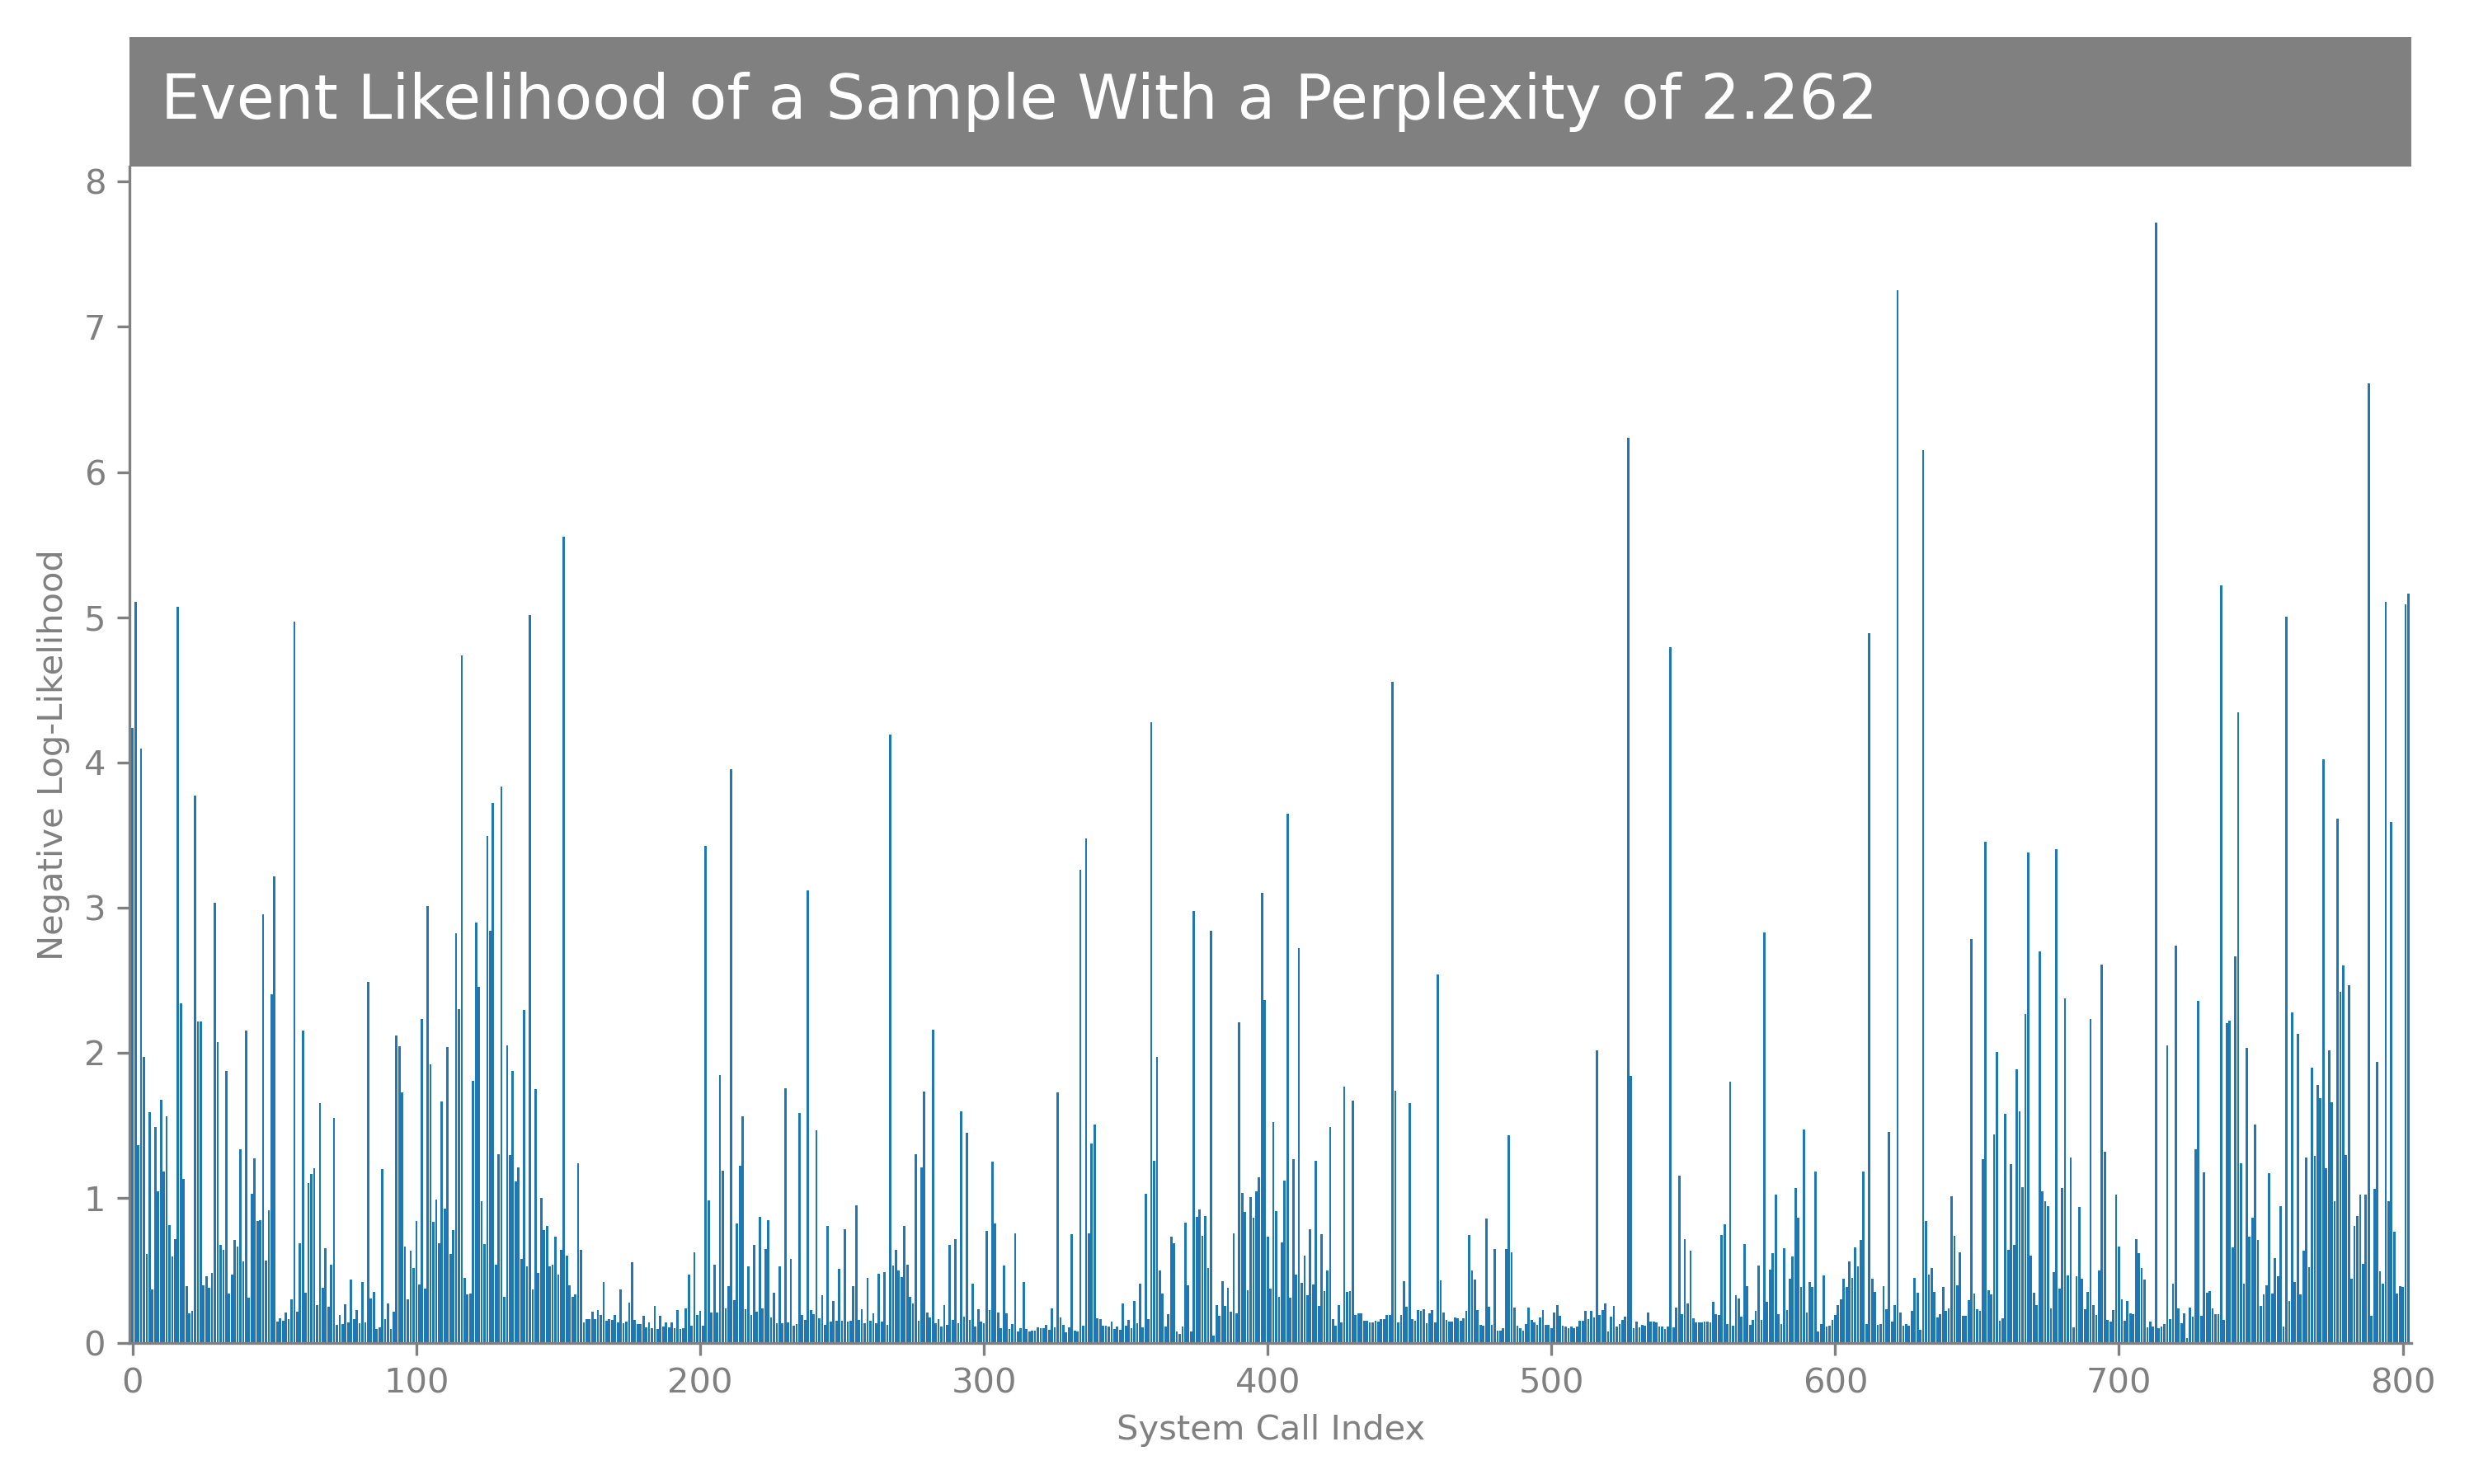 Event Likelihood of a Sample With a Perplexity of 2.262
8
7
6
5
4
3
2
1
0
Negative Log-Likelihood
0 100 200 300 400 500 600 700 800
System Call Index